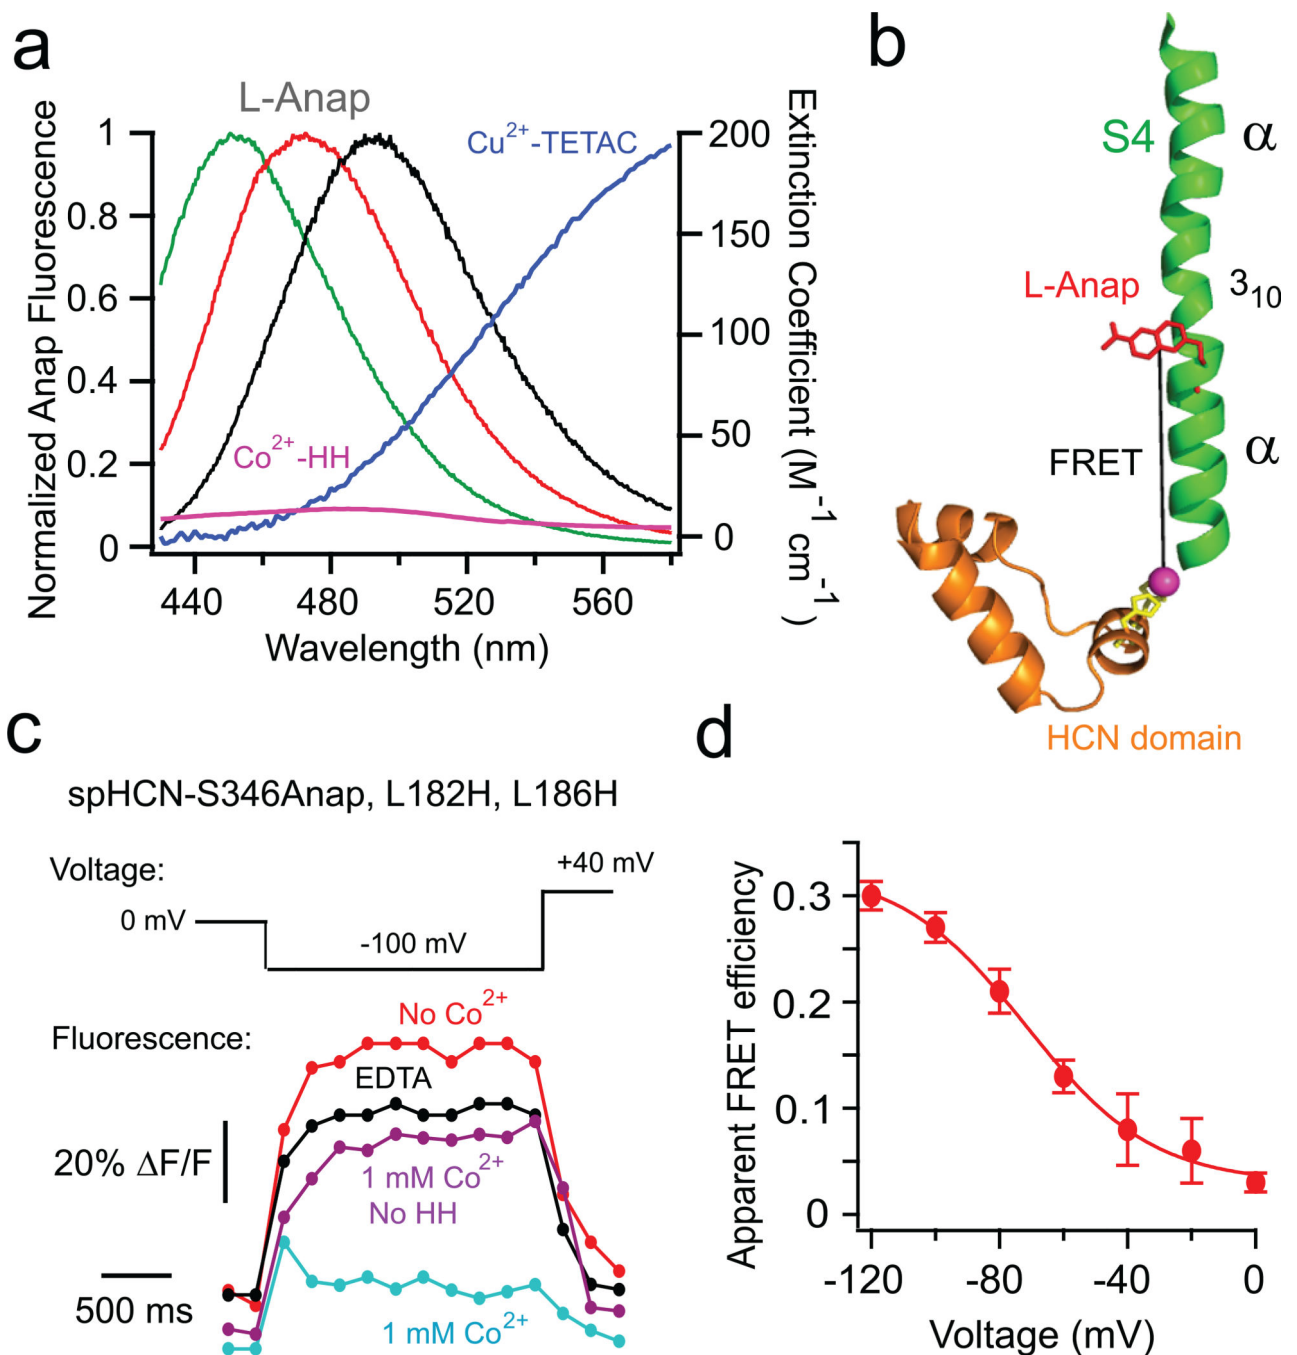 a
L-Anap
Normalized Anap Fluorescence
1
0.8
0.6
0.4
0.2
0
Cu²⁺-TETAC
Co²⁺-HH
200
150
100
50
0
Extinction Coefficient (M⁻¹ cm⁻¹)
440 480 520 560
Wavelength (nm)
b
S4
α
L-Anap
3₁₀
FRET
α
HCN domain
c
spHCN-S346Anap, L182H, L186H
Voltage:
+40 mV
0 mV
-100 mV
Fluorescence:
No Co²⁺
EDTA
20% ΔF/F
1 mM Co²⁺
No HH
500 ms
1 mM Co²⁺
d
Apparent FRET efficiency
0.3
0.2
0.1
0
-120 -80 -40 0
Voltage (mV)